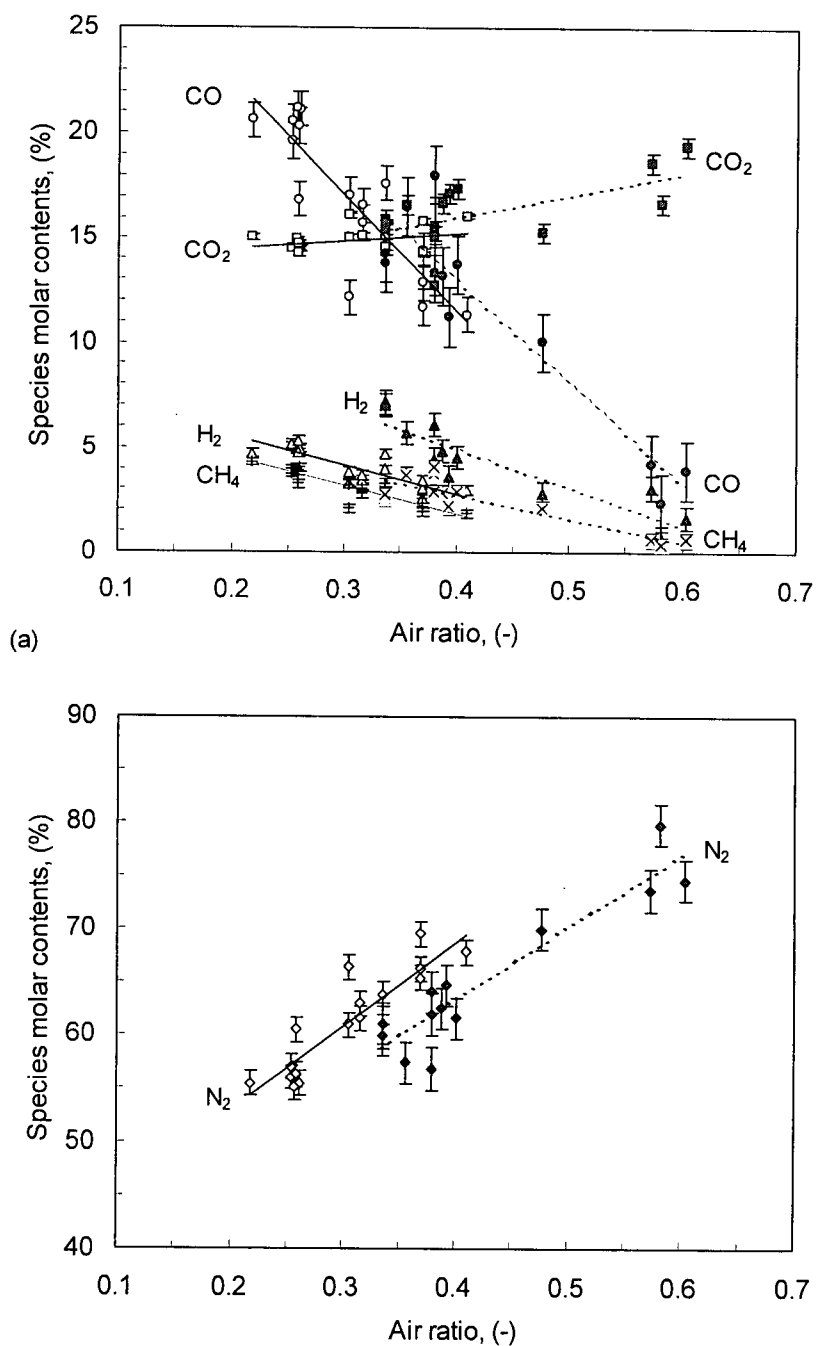 25
20
15
10
5
0
Species molar contents, (%)
CO
CO₂
CO₂
H₂
H₂
CH₄
CO
CH₄
0.1 0.2 0.3 0.4 0.5 0.6 0.7
Air ratio, (-)
(a)
90
80
70
60
50
40
Species molar contents, (%)
N₂
N₂
0.1 0.2 0.3 0.4 0.5 0.6 0.7
Air ratio, (-)